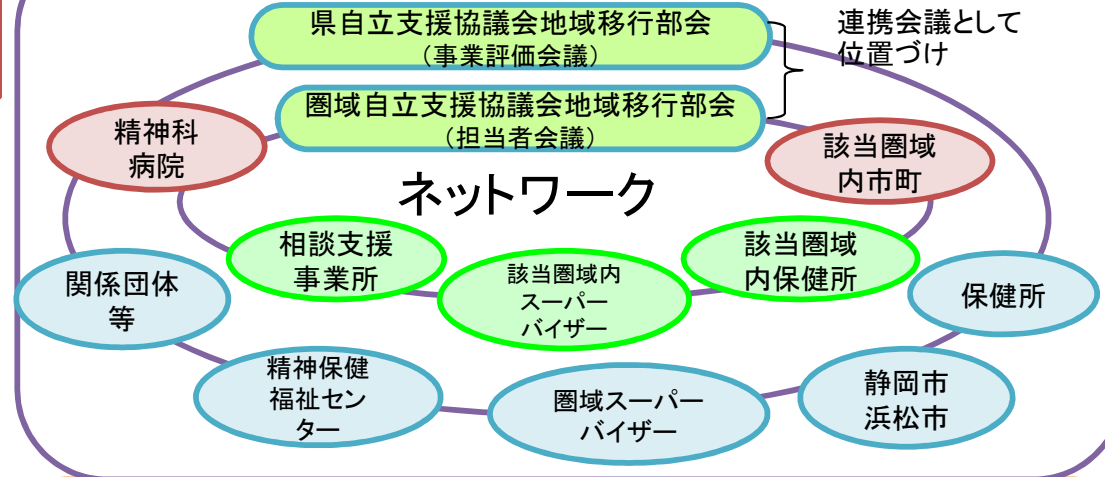 県自立支援協議会地域移行部会
（事業評価会議）
連携会議として
位置づけ
圏域自立支援協議会地域移行部会
（担当者会議）
精神科
病院
該当圏域
内市町
ネットワーク
相談支援
事業所
該当圏域内
スーパー
バイザー
該当圏域
内保健所
関係団体
等
保健所
精神保健
福祉セン
ター
圏域スーパー
バイザー
静岡市
浜松市